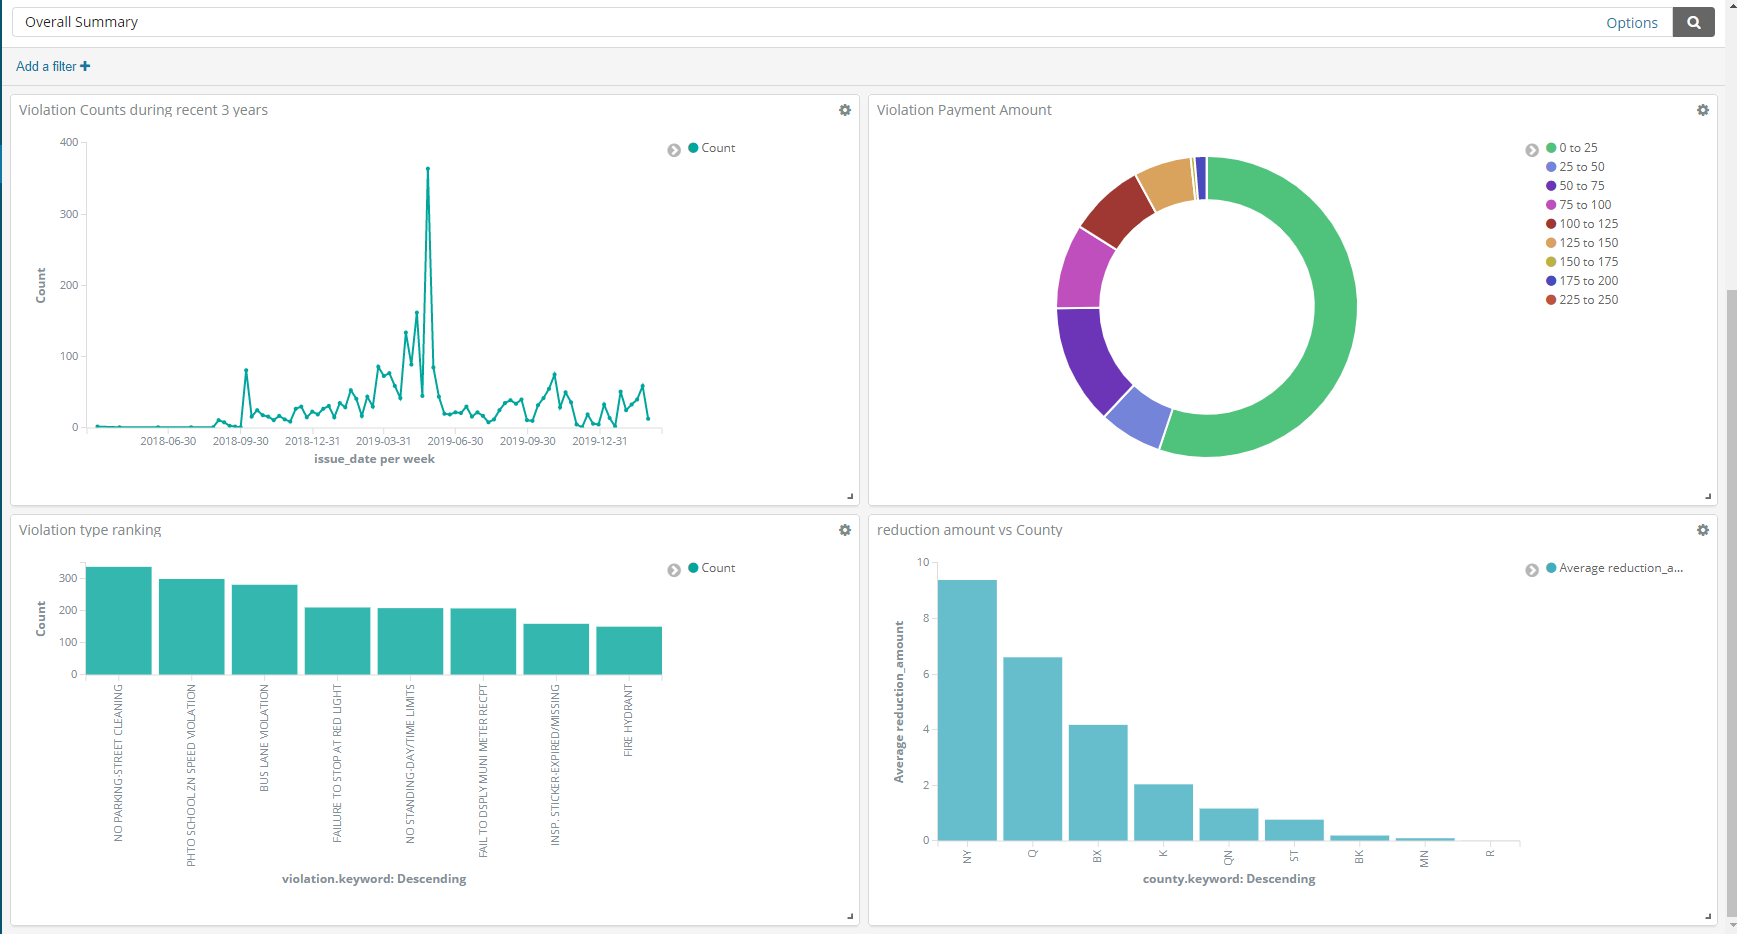 Overall Summary
Options
Add a filter +
Violation Counts during recent 3 years
400
300
200
100
0
Count
2018-06-30 2018-09-30 2018-12-31 2019-03-31 2019-06-30 2019-09-30 2019-12-31
issue_date per week
Count
Violation Payment Amount
0 to 25
25 to 50
50 to 75
75 to 100
100 to 125
125 to 150
150 to 175
175 to 200
225 to 250
Violation type ranking
300
200
100
0
Count
NO PARKING-STREET CLEANING
PHTO SCHOOL ZN SPEED VIOLATION
BUS LANE VIOLATION
FAILURE TO STOP AT RED LIGHT
NO STANDING-DAY/TIME LIMITS
FAIL TO DSPLY MUNI METER RECPT
INSP. STICKER-EXPIRED/MISSING
FIRE HYDRANT
violation.keyword: Descending
Count
reduction amount vs County
10
8
6
4
2
0
Average reduction_amount
NY
Q
BX
K
QN
ST
BK
MN
R
county.keyword: Descending
Average reduction_a...